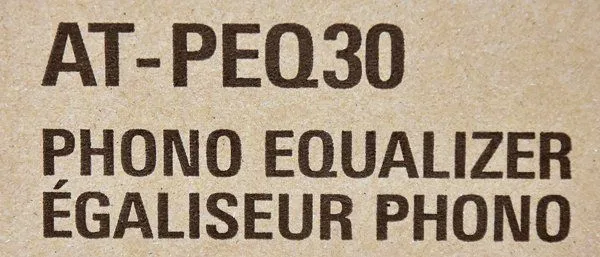 AT-PEQ30
PHONO EQUALIZER
ÉGALISEUR PHONO